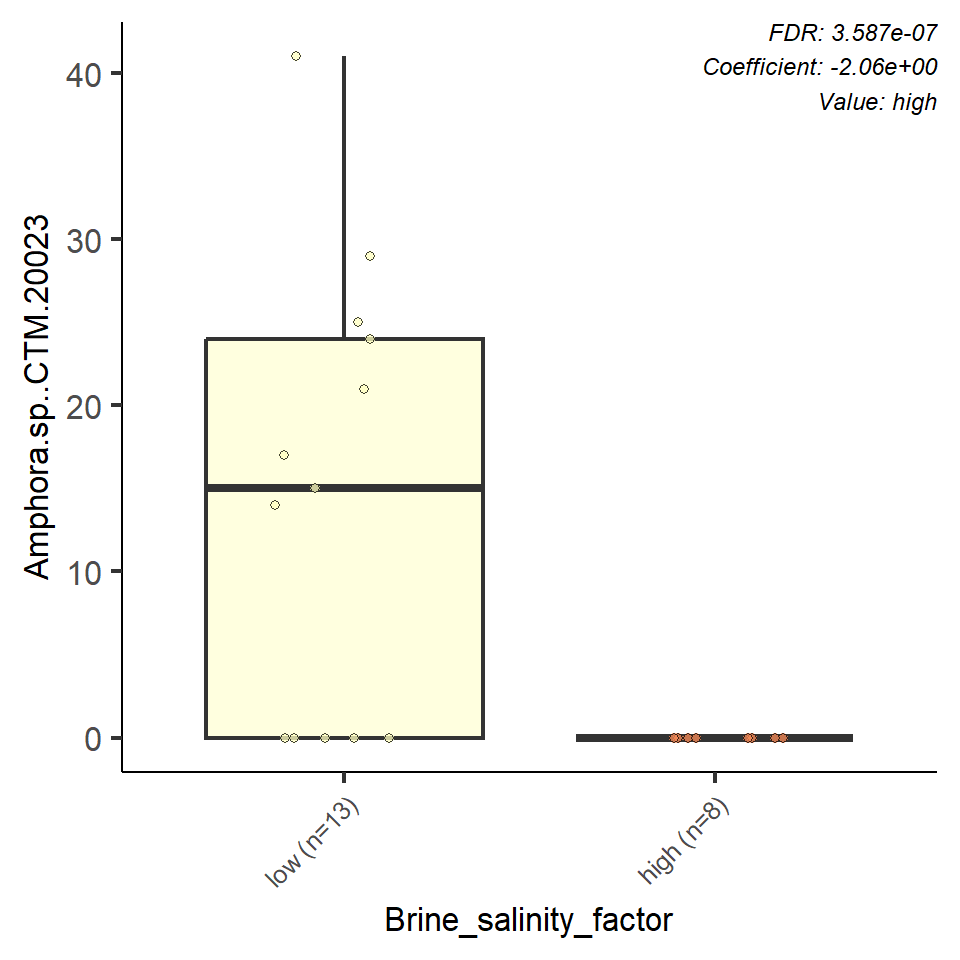 FDR: 3.587e-07
Coefficient: -2.06e+00
Value: high
40
30
20
10
0
Amphora.sp..CTM.20023
low (n=13)
high (n=8)
Brine_salinity_factor